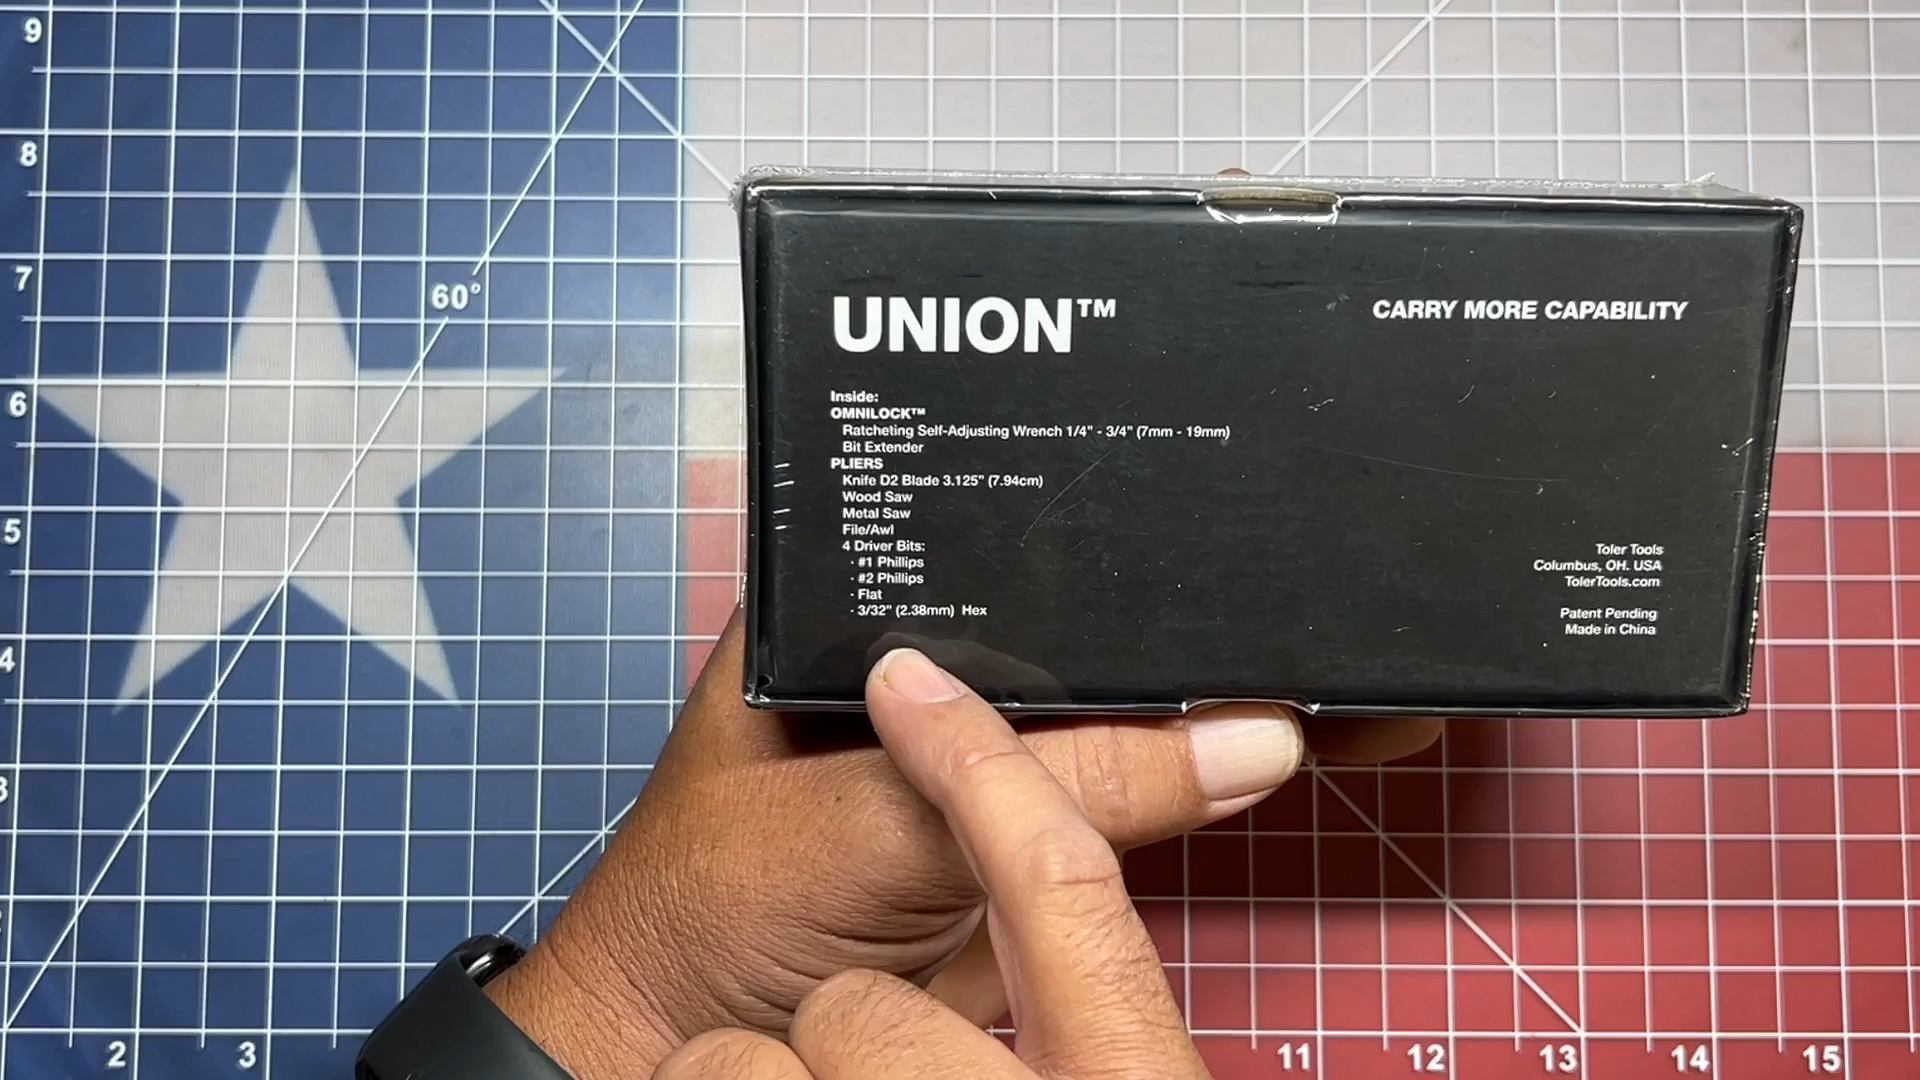 9
8
7
60°
6
5
4
3
2
3
11
12
13
14
15
UNION™
CARRY MORE CAPABILITY
Inside:
OMNILOCK™
Ratcheting Self-Adjusting Wrench 1/4" - 3/4" (7mm - 19mm)
Bit Extender
PLIERS
Knife D2 Blade 3.125" (7.94cm)
Wood Saw
Metal Saw
File/Awl
4 Driver Bits:
· #1 Phillips
· #2 Phillips
· Flat
· 3/32" (2.38mm) Hex
Toler Tools
Columbus, OH. USA
TolerTools.com
Patent Pending
Made in China